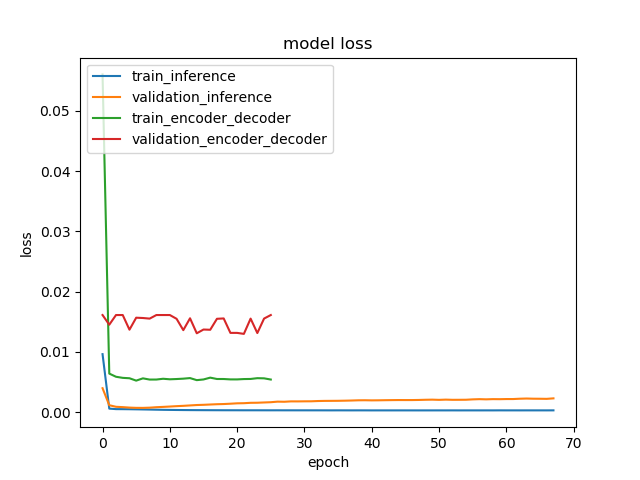 model loss
train_inference
validation_inference
train_encoder_decoder
validation_encoder_decoder
loss
0.05
0.04
0.03
0.02
0.01
0.00
0 10 20 30 40 50 60 70
epoch